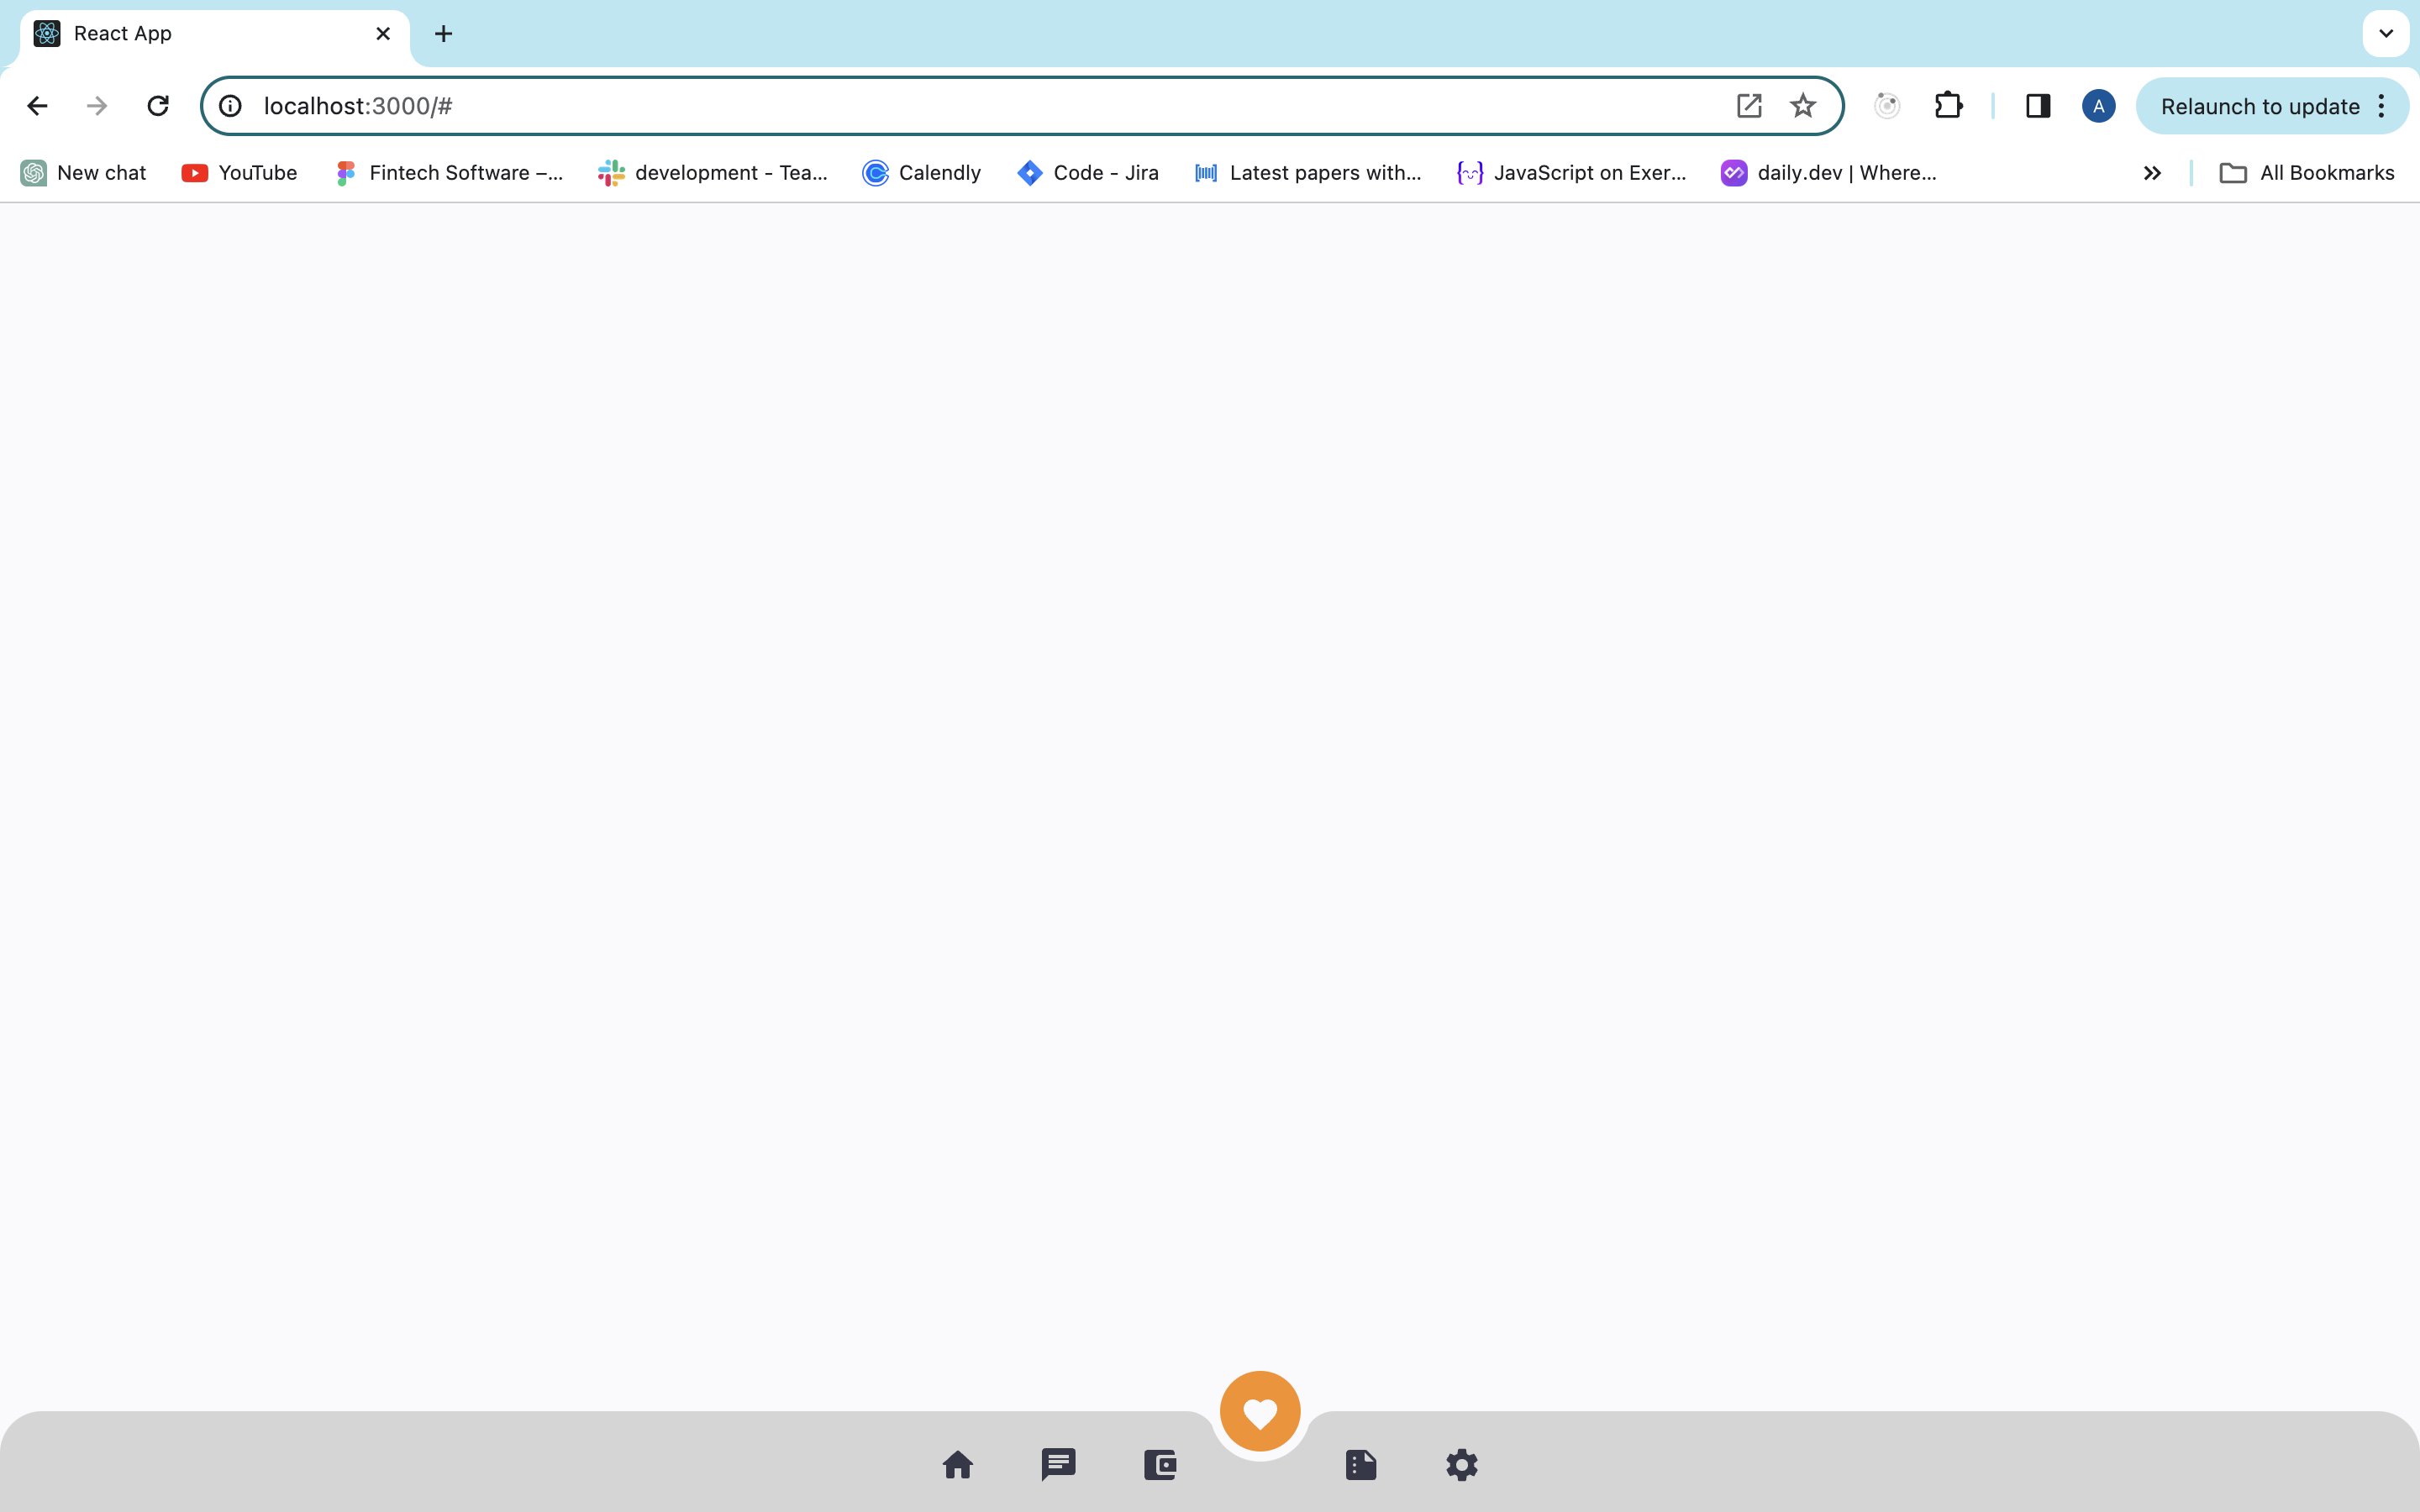 React App
localhost:3000/#
A
Relaunch to update
New chat
YouTube
Fintech Software –...
development - Tea...
Calendly
Code - Jira
Latest papers with...
JavaScript on Exer...
daily.dev | Where...
All Bookmarks